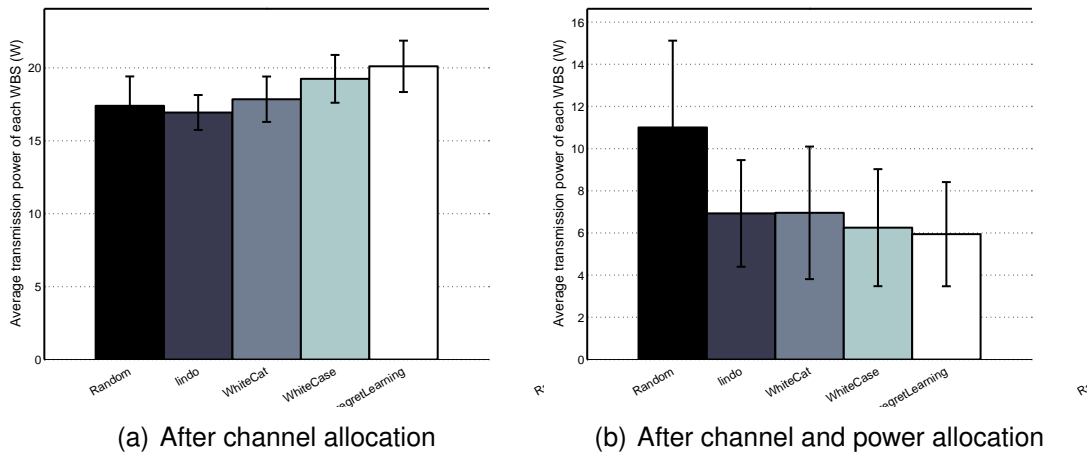 Average transmission power of each WBS (W)
20
15
10
5
0
Random
lindo
WhiteCat
WhiteCase
egretLearning
(a) After channel allocation
Average transmission power of each WBS (W)
16
14
12
10
8
6
4
2
0
Random
lindo
WhiteCat
WhiteCase
egretLearning
(b) After channel and power allocation